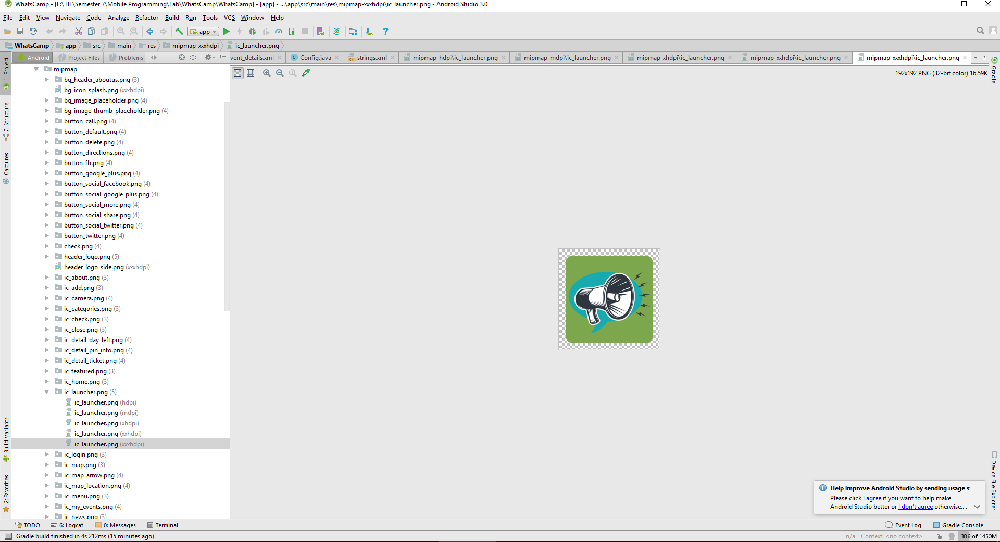 WhatsCamp - [F:\TIF\Semester 7\Mobile Programming\Lab\WhatsCamp\WhatsCamp] - [app] - ...\app\src\main\res\mipmap-xxxhdpi\ic_launcher.png - Android Studio 3.0
File Edit View Navigate Code Analyze Refactor Build Run Tools VCS Window Help
app
WhatsCamp app src main res mipmap-xxxhdpi ic_launcher.png
Android Project Files Problems
vent_details.xml Config.java strings.xml mipmap-hdpi\ic_launcher.png mipmap-mdpi\ic_launcher.png mipmap-xhdpi\ic_launcher.png mipmap-xxhdpi\ic_launcher.png mipmap-xxxhdpi\ic_launcher.png 3
192x192 PNG (32-bit color) 16.59K
1: Project
7: Structure
Captures
Build Variants
2: Favorites
mipmap
bg_header_aboutus.png (3)
bg_icon_splash.png (xxxhdpi)
bg_image_placeholder.png (4)
bg_image_thumb_placeholder.png (4)
button_call.png (4)
button_default.png (4)
button_delete.png (4)
button_directions.png (4)
button_fb.png (4)
button_google_plus.png (4)
button_social_facebook.png (4)
button_social_google_plus.png (4)
button_social_more.png (4)
button_social_share.png (4)
button_social_twitter.png (4)
button_twitter.png (4)
check.png (4)
header_logo.png (5)
header_logo_side.png (xxxhdpi)
ic_about.png (3)
ic_add.png (3)
ic_camera.png (4)
ic_categories.png (3)
ic_check.png (3)
ic_close.png (3)
ic_detail_day_left.png (4)
ic_detail_pin_info.png (4)
ic_detail_ticket.png (4)
ic_featured.png (3)
ic_home.png (3)
ic_launcher.png (5)
ic_launcher.png (hdpi)
ic_launcher.png (mdpi)
ic_launcher.png (xhdpi)
ic_launcher.png (xxhdpi)
ic_launcher.png (xxxhdpi)
ic_login.png (3)
ic_map.png (3)
ic_map_arrow.png (4)
ic_map_location.png (4)
ic_menu.png (3)
ic_my_events.png (4)
ic_news.png (3)
Gradle
Device File Explorer
Help improve Android Studio by sending usage st
Please click I agree if you want to help make
Android Studio better or I don't agree otherwise....
TODO 6: Logcat 0: Messages Terminal Event Log Gradle Console
Gradle build finished in 4s 212ms (15 minutes ago) n/a Context: <no context> 386 of 1450M